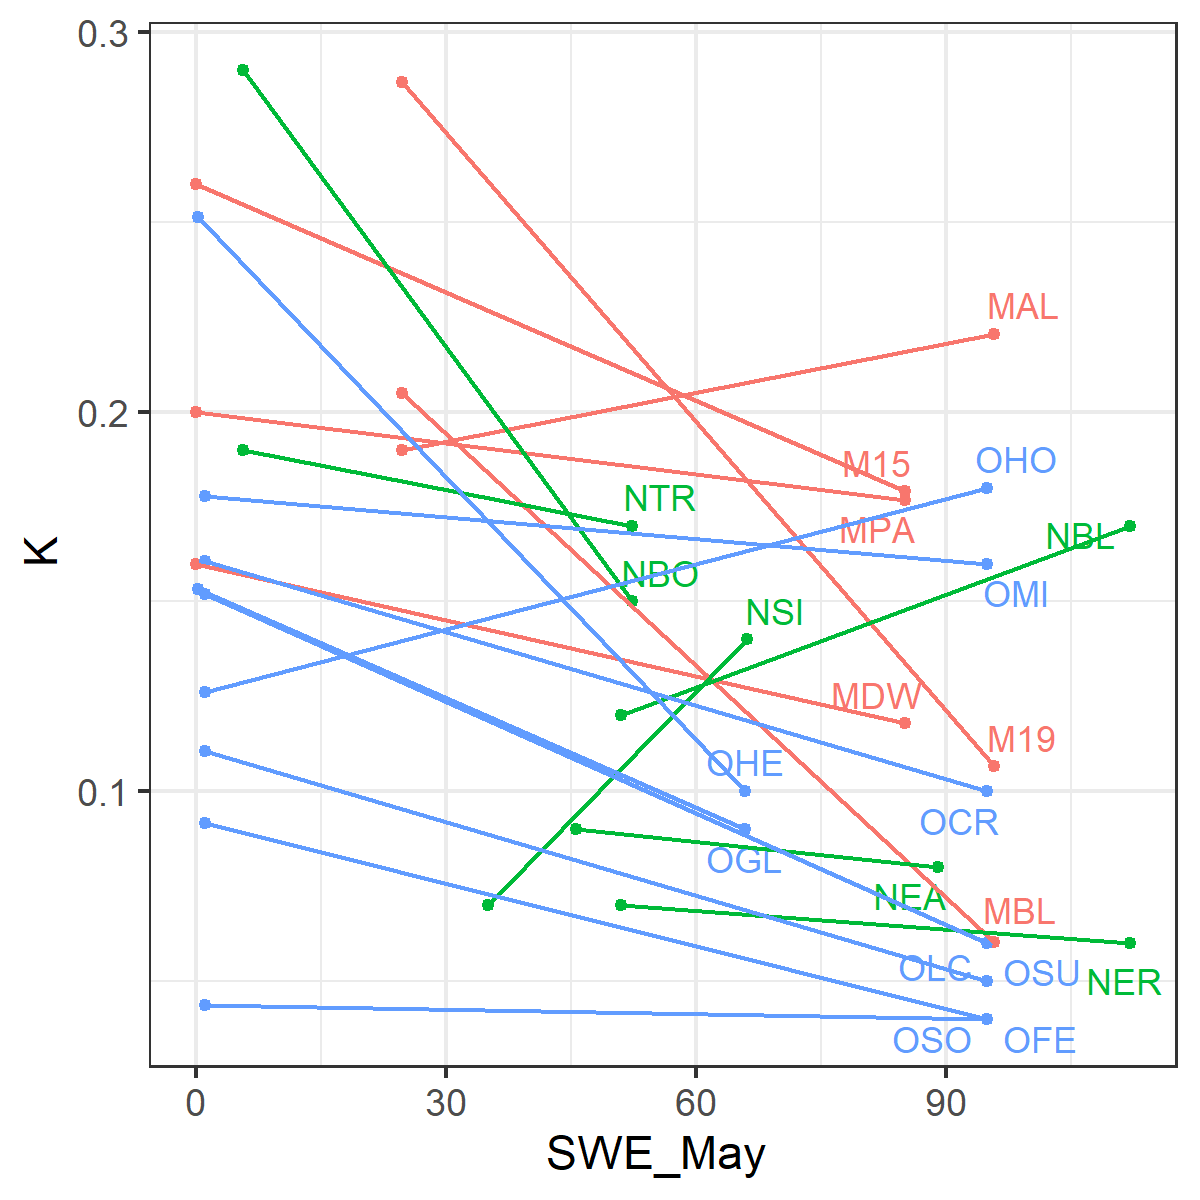 0.3
MAL
0.2
M15
OHO
NTR
MPA
NBL
K
NBO
OMI
NSI
MDW
M19
OHE
0.1
OCR
OGL
NEA
MBL
OLC
OSU
NER
OSO
OFE
0
30
60
90
SWE_May